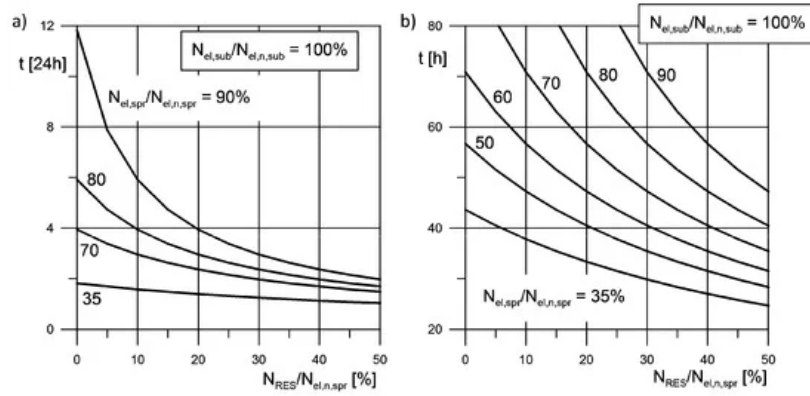 a)
12
t [24h]
N_el,sub/N_el,n,sub = 100%
N_el,spr/N_el,n,spr = 90%
8
80
4
70
35
0
0 10 20 30 40 50
N_RES/N_el,n,spr [%]
b)
80
t [h]
N_el,sub/N_el,n,sub = 100%
90
80
70
60
60
50
40
N_el,spr/N_el,n,spr = 35%
20
0 10 20 30 40 50
N_RES/N_el,n,spr [%]